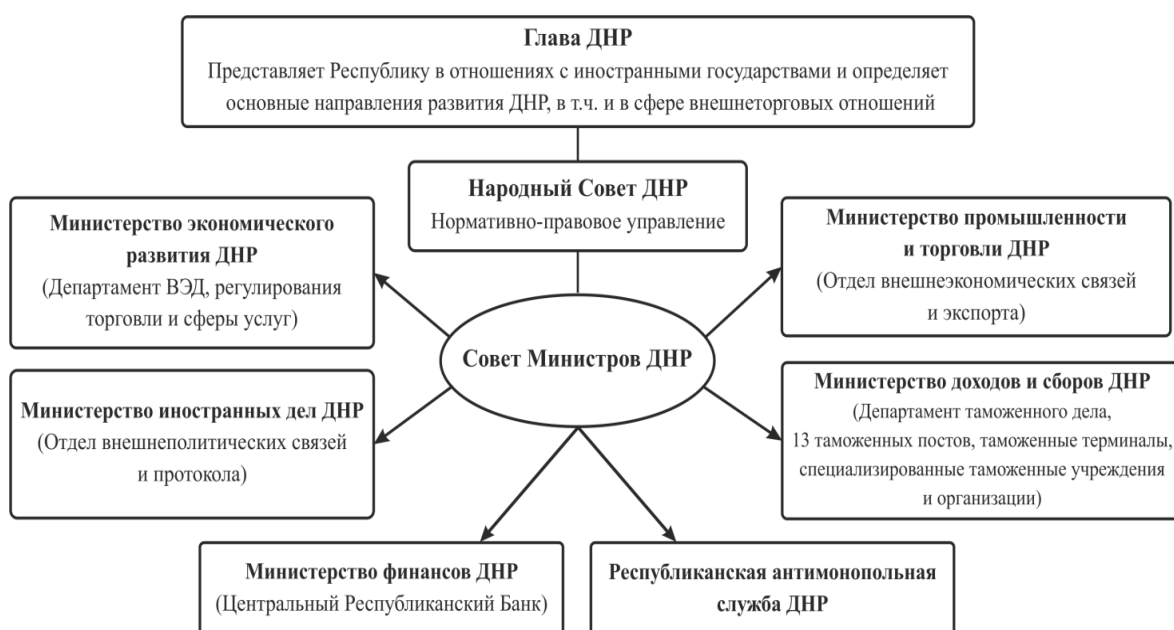 Глава ДНР
Представляет Республику в отношениях с иностранными государствами и определяет
основные направления развития ДНР, в т.ч. и в сфере внешнеторговых отношений
Народный Совет ДНР
Нормативно-правовое управление
Министерство экономического
развития ДНР
(Департамент ВЭД, регулирования
торговли и сферы услуг)
Министерство промышленности
и торговли ДНР
(Отдел внешнеэкономических связей
и экспорта)
Совет Министров ДНР
Министерство иностранных дел ДНР
(Отдел внешнеполитических связей
и протокола)
Министерство доходов и сборов ДНР
(Департамент таможенного дела,
13 таможенных постов, таможенные терминалы,
специализированные таможенные учреждения
и организации)
Министерство финансов ДНР
(Центральный Республиканский Банк)
Республиканская антимонопольная
служба ДНР